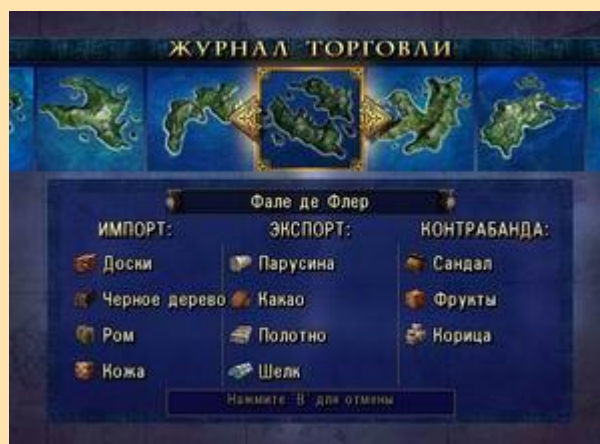 ЖУРНАЛ ТОРГОВЛИ
Фале де Флер
ИМПОРТ: ЭКСПОРТ: КОНТРАБАНДА:
Доски Парусина Сандал
Черное дерево Какао Фрукты
Ром Полотно Корица
Кожа Шелк
Нажмите В для отмены